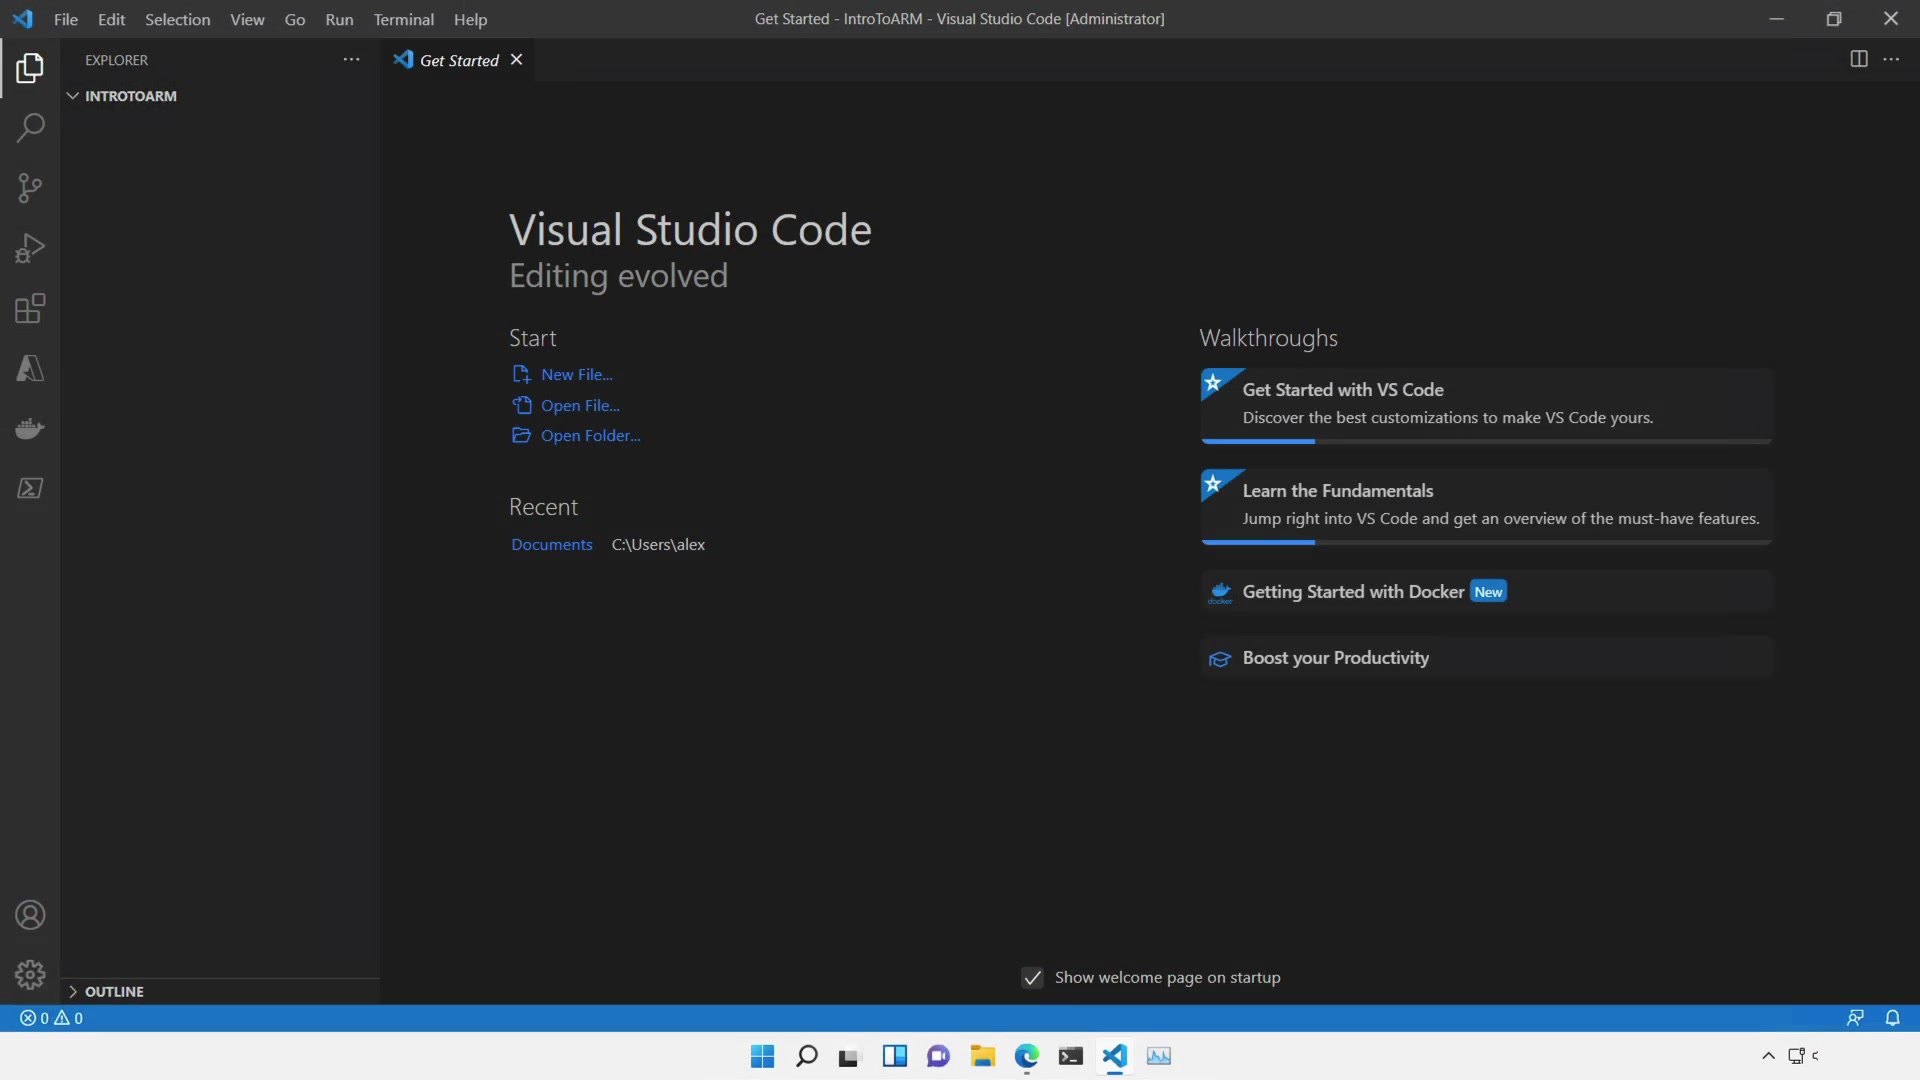 File Edit Selection View Go Run Terminal Help
Get Started - IntroToARM - Visual Studio Code [Administrator]
EXPLORER
Get Started
INTROTOARM
Visual Studio Code
Editing evolved
Start
New File...
Open File...
Open Folder...
Recent
Documents C:\Users\alex
Walkthroughs
Get Started with VS Code
Discover the best customizations to make VS Code yours.
Learn the Fundamentals
Jump right into VS Code and get an overview of the must-have features.
docker
Getting Started with Docker New
Boost your Productivity
Show welcome page on startup
OUTLINE
0 0